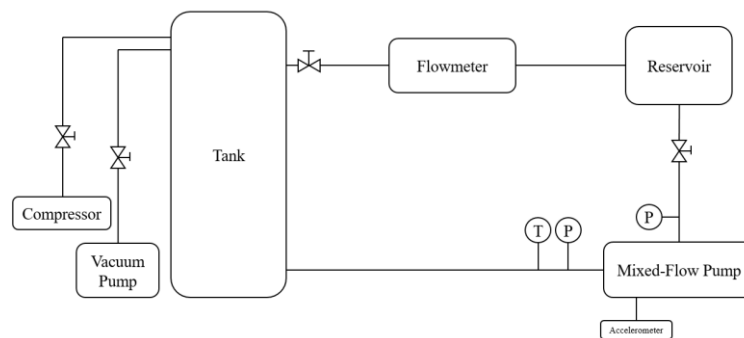 Flowmeter
Reservoir
Tank
Compressor
Vacuum
Pump
T
P
P
Mixed-Flow Pump
Accelerometer